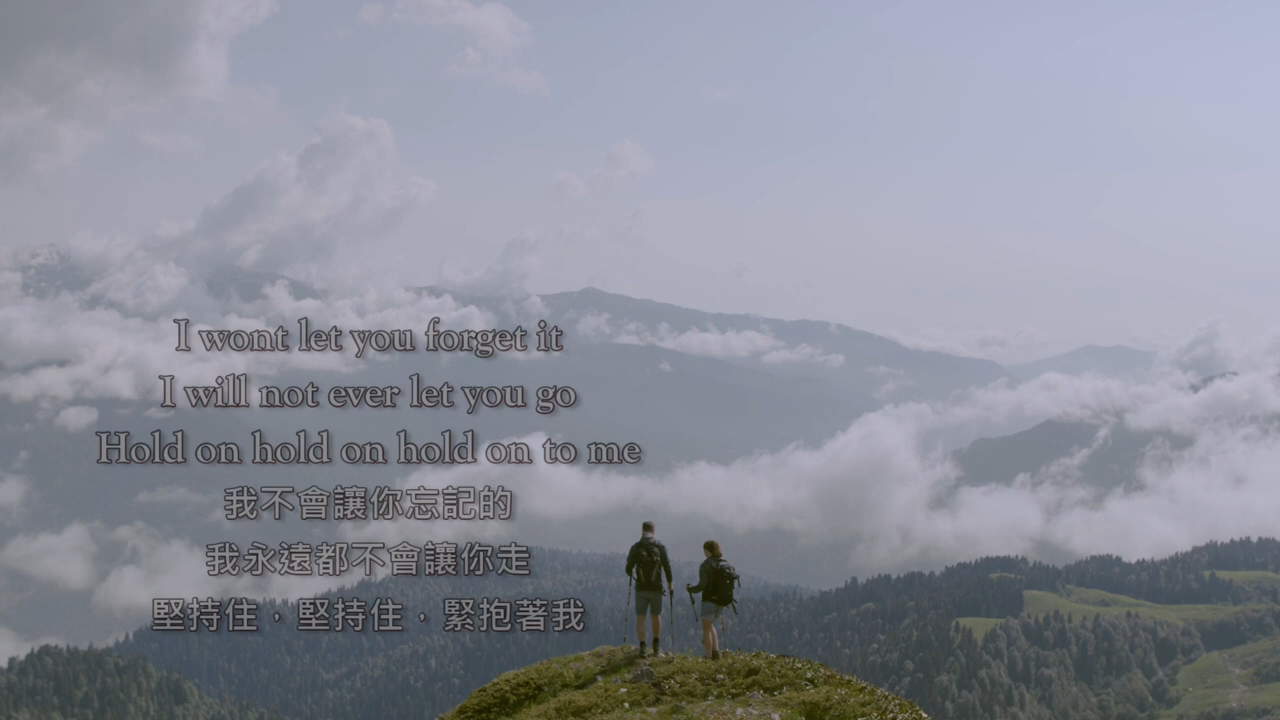 I wont let you forget it
I will not ever let you go
Hold on hold on hold on to me
我不會讓你忘記的
我永遠都不會讓你走
堅持住，堅持住，緊抱著我